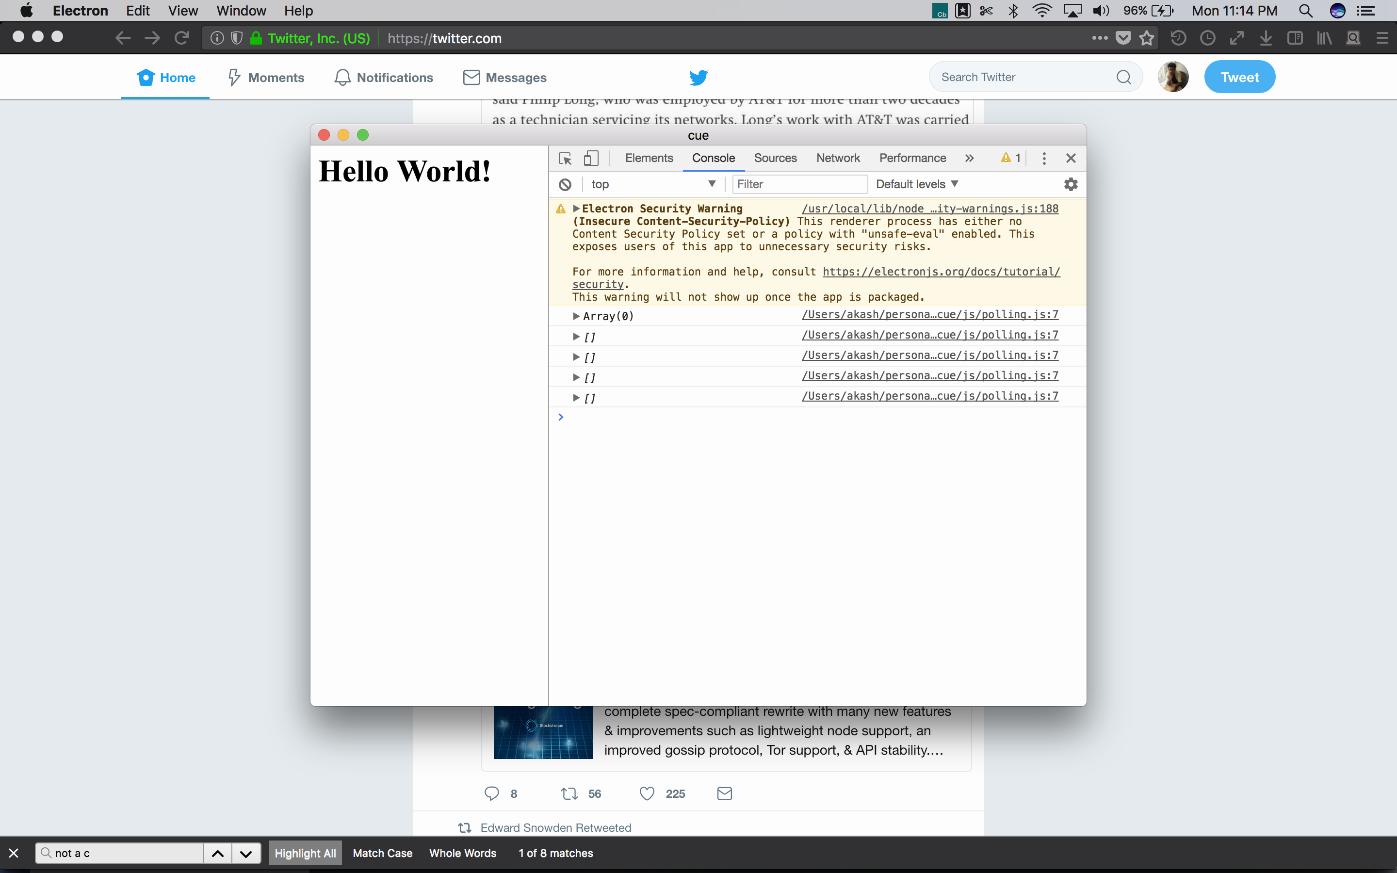 Electron Edit View Window Help
Cb 96% Mon 11:14 PM
Twitter, Inc. (US) https://twitter.com
Home Moments Notifications Messages Search Twitter Tweet
said Philip Long, who was employed by AT&T for more than two decades
as a technician servicing its networks. Long's work with AT&T was carried
cue
Hello World!
Elements Console Sources Network Performance » 1
top Filter Default levels
Electron Security Warning /usr/local/lib/node_…ity-warnings.js:188
(Insecure Content-Security-Policy) This renderer process has either no
Content Security Policy set or a policy with "unsafe-eval" enabled. This
exposes users of this app to unnecessary security risks.
For more information and help, consult https://electronjs.org/docs/tutorial/
security.
This warning will not show up once the app is packaged.
Array(0) /Users/akash/persona…cue/js/polling.js:7
[] /Users/akash/persona…cue/js/polling.js:7
[] /Users/akash/persona…cue/js/polling.js:7
[] /Users/akash/persona…cue/js/polling.js:7
[] /Users/akash/persona…cue/js/polling.js:7
complete spec-compliant rewrite with many new features
& improvements such as lightweight node support, an
improved gossip protocol, Tor support, & API stability....
8 56 225
Edward Snowden Retweeted
not a c Highlight All Match Case Whole Words 1 of 8 matches